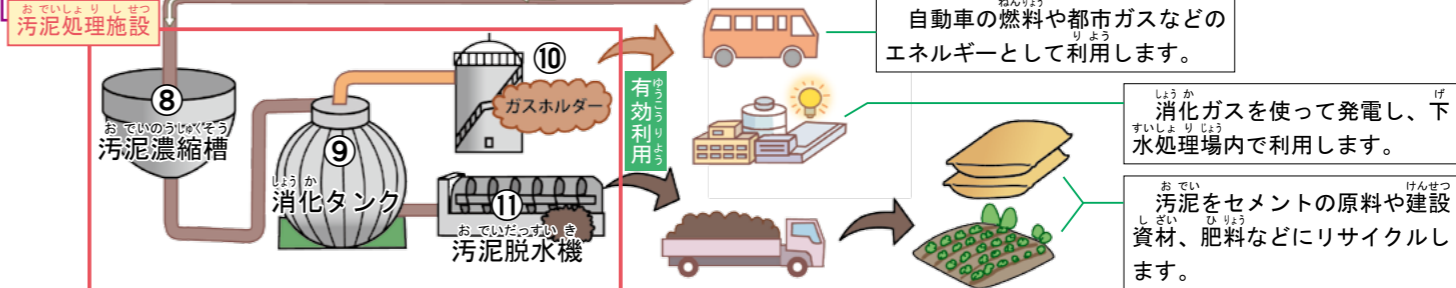 汚泥処理施設
おでいしょりしせつ
⑧
汚泥濃縮槽
おでいのうしゅくそう
⑨
消化タンク
しょうか
⑩
ガスホルダー
⑪
汚泥脱水機
おでいだっすいき
有効利用
ゆうこうりよう
自動車の燃料や都市ガスなどの
ねんりょう
エネルギーとして利用します。
りよう
消化ガスを使って発電し、下
しょうか げ
水処理場内で利用します。
すいしょりじょう
汚泥をセメントの原料や建設
おでい けんせつ
資材、肥料などにリサイクルし
しざい ひりょう
ます。